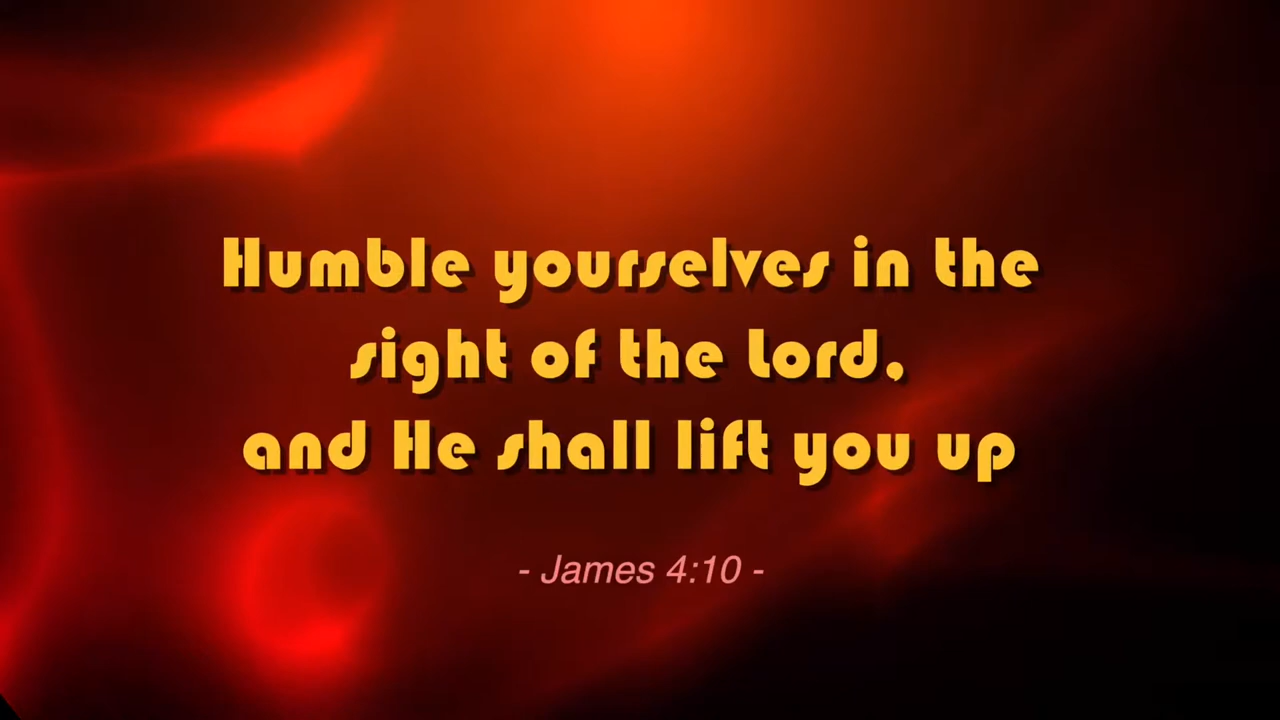 Humble yourselves in the
sight of the Lord,
and He shall lift you up
- James 4:10 -